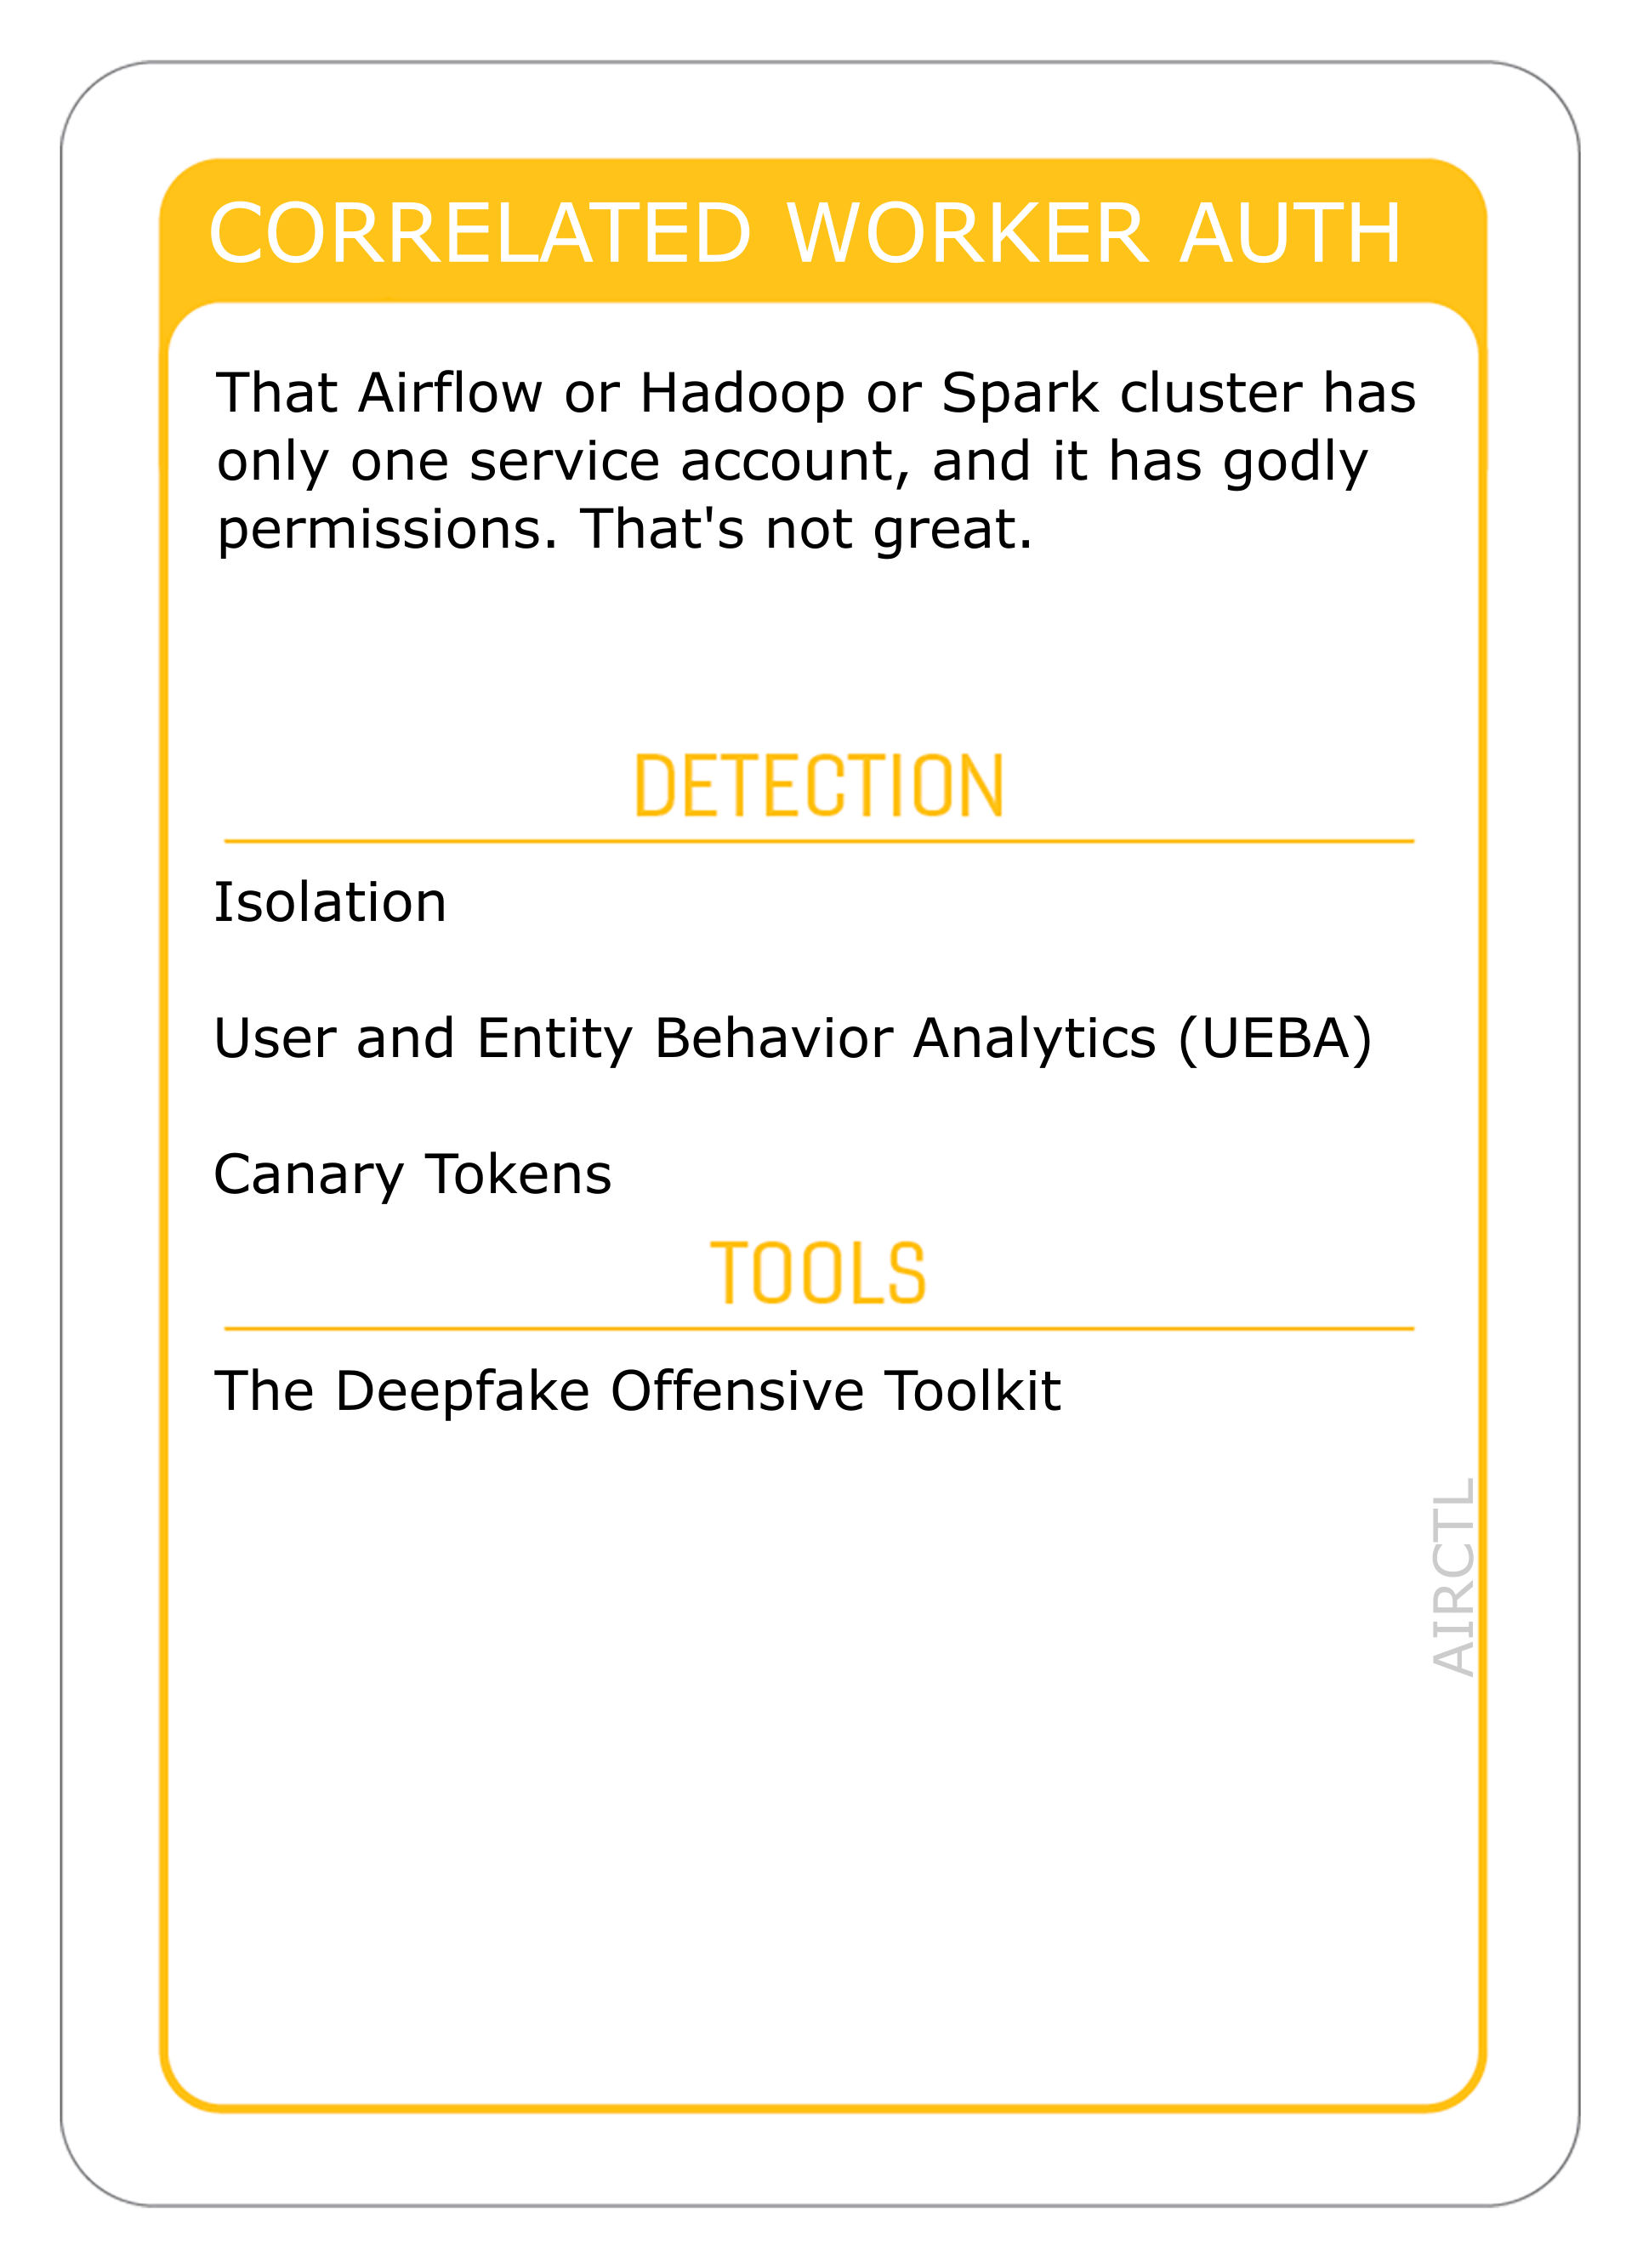 CORRELATED WORKER AUTH
That Airflow or Hadoop or Spark cluster has
only one service account, and it has godly
permissions. That's not great.
DETECTION
Isolation
User and Entity Behavior Analytics (UEBA)
Canary Tokens
TOOLS
The Deepfake Offensive Toolkit
AIRCTL